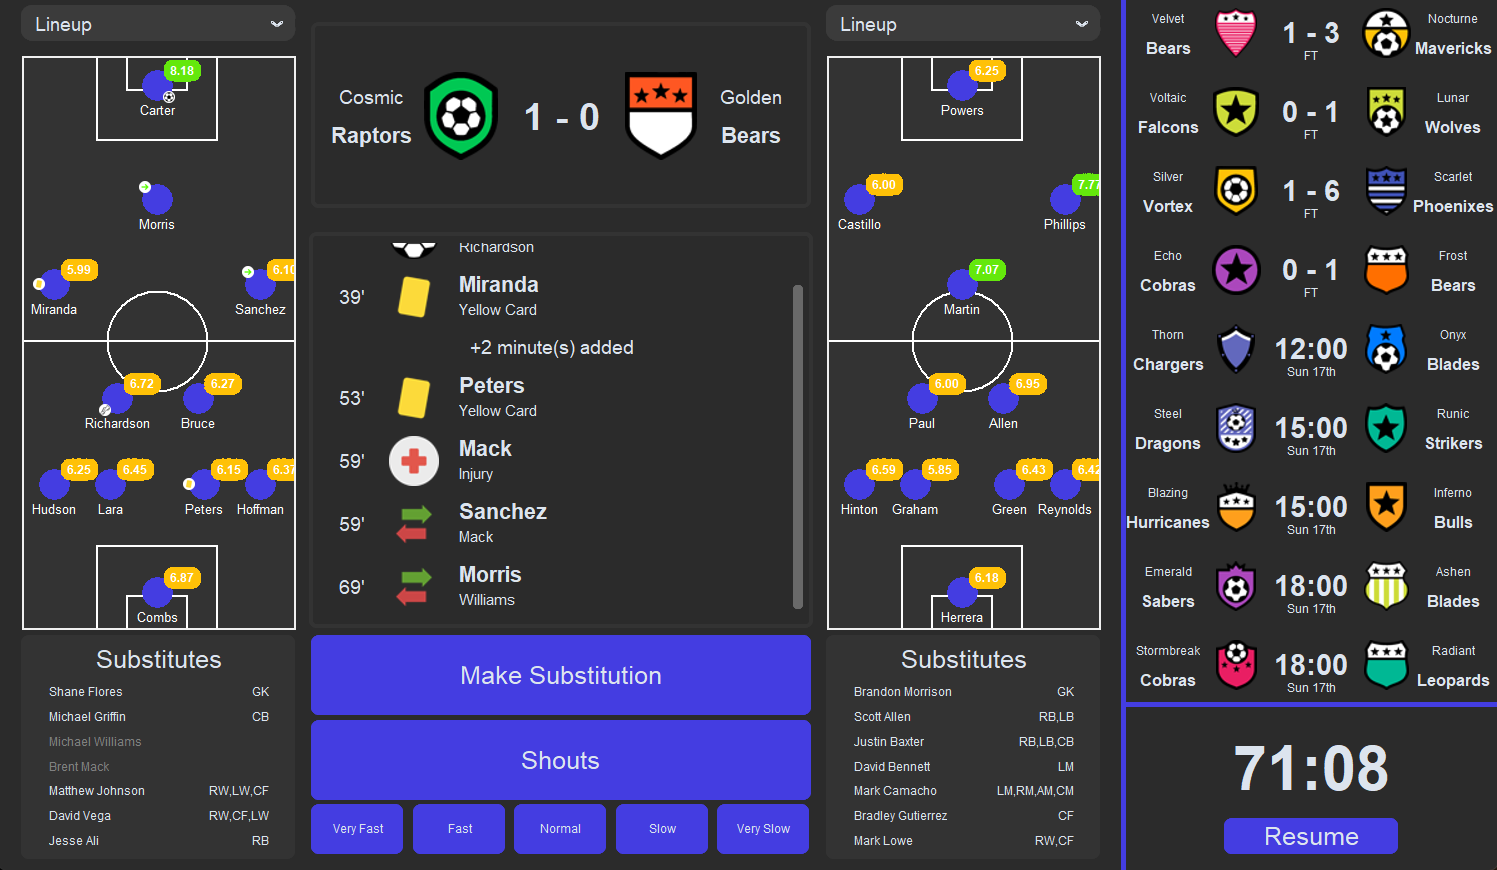 Lineup
8.18
Carter
Morris
5.99
6.10
Miranda
Sanchez
6.72
6.27
Richardson
Bruce
6.25
6.45
6.15
6.37
Hudson
Lara
Peters
Hoffman
6.87
Combs
Substitutes
Shane Flores GK
Michael Griffin CB
Michael Williams
Brent Mack
Matthew Johnson RW,LW,CF
David Vega RW,CF,LW
Jesse Ali RB
Cosmic
Raptors
1 - 0
Golden
Bears
Richardson
39'
Miranda
Yellow Card
+2 minute(s) added
53'
Peters
Yellow Card
59'
Mack
Injury
59'
Sanchez
Mack
69'
Morris
Williams
Make Substitution
Shouts
Very Fast
Fast
Normal
Slow
Very Slow
Lineup
6.25
Powers
6.00
7.77
Castillo
Phillips
7.07
Martin
6.00
6.95
Paul
Allen
6.59
5.85
6.43
6.42
Hinton
Graham
Green
Reynolds
6.18
Herrera
Substitutes
Brandon Morrison GK
Scott Allen RB,LB
Justin Baxter RB,LB,CB
David Bennett LM
Mark Camacho LM,RM,AM,CM
Bradley Gutierrez CF
Mark Lowe RW,CF
Velvet
Bears
1 - 3
FT
Nocturne
Mavericks
Voltaic
Falcons
0 - 1
FT
Lunar
Wolves
Silver
Vortex
1 - 6
FT
Scarlet
Phoenixes
Echo
Cobras
0 - 1
FT
Frost
Bears
Thorn
Chargers
12:00
Sun 17th
Onyx
Blades
Steel
Dragons
15:00
Sun 17th
Runic
Strikers
Blazing
Hurricanes
15:00
Sun 17th
Inferno
Bulls
Emerald
Sabers
18:00
Sun 17th
Ashen
Blades
Stormbreak
Cobras
18:00
Sun 17th
Radiant
Leopards
71:08
Resume